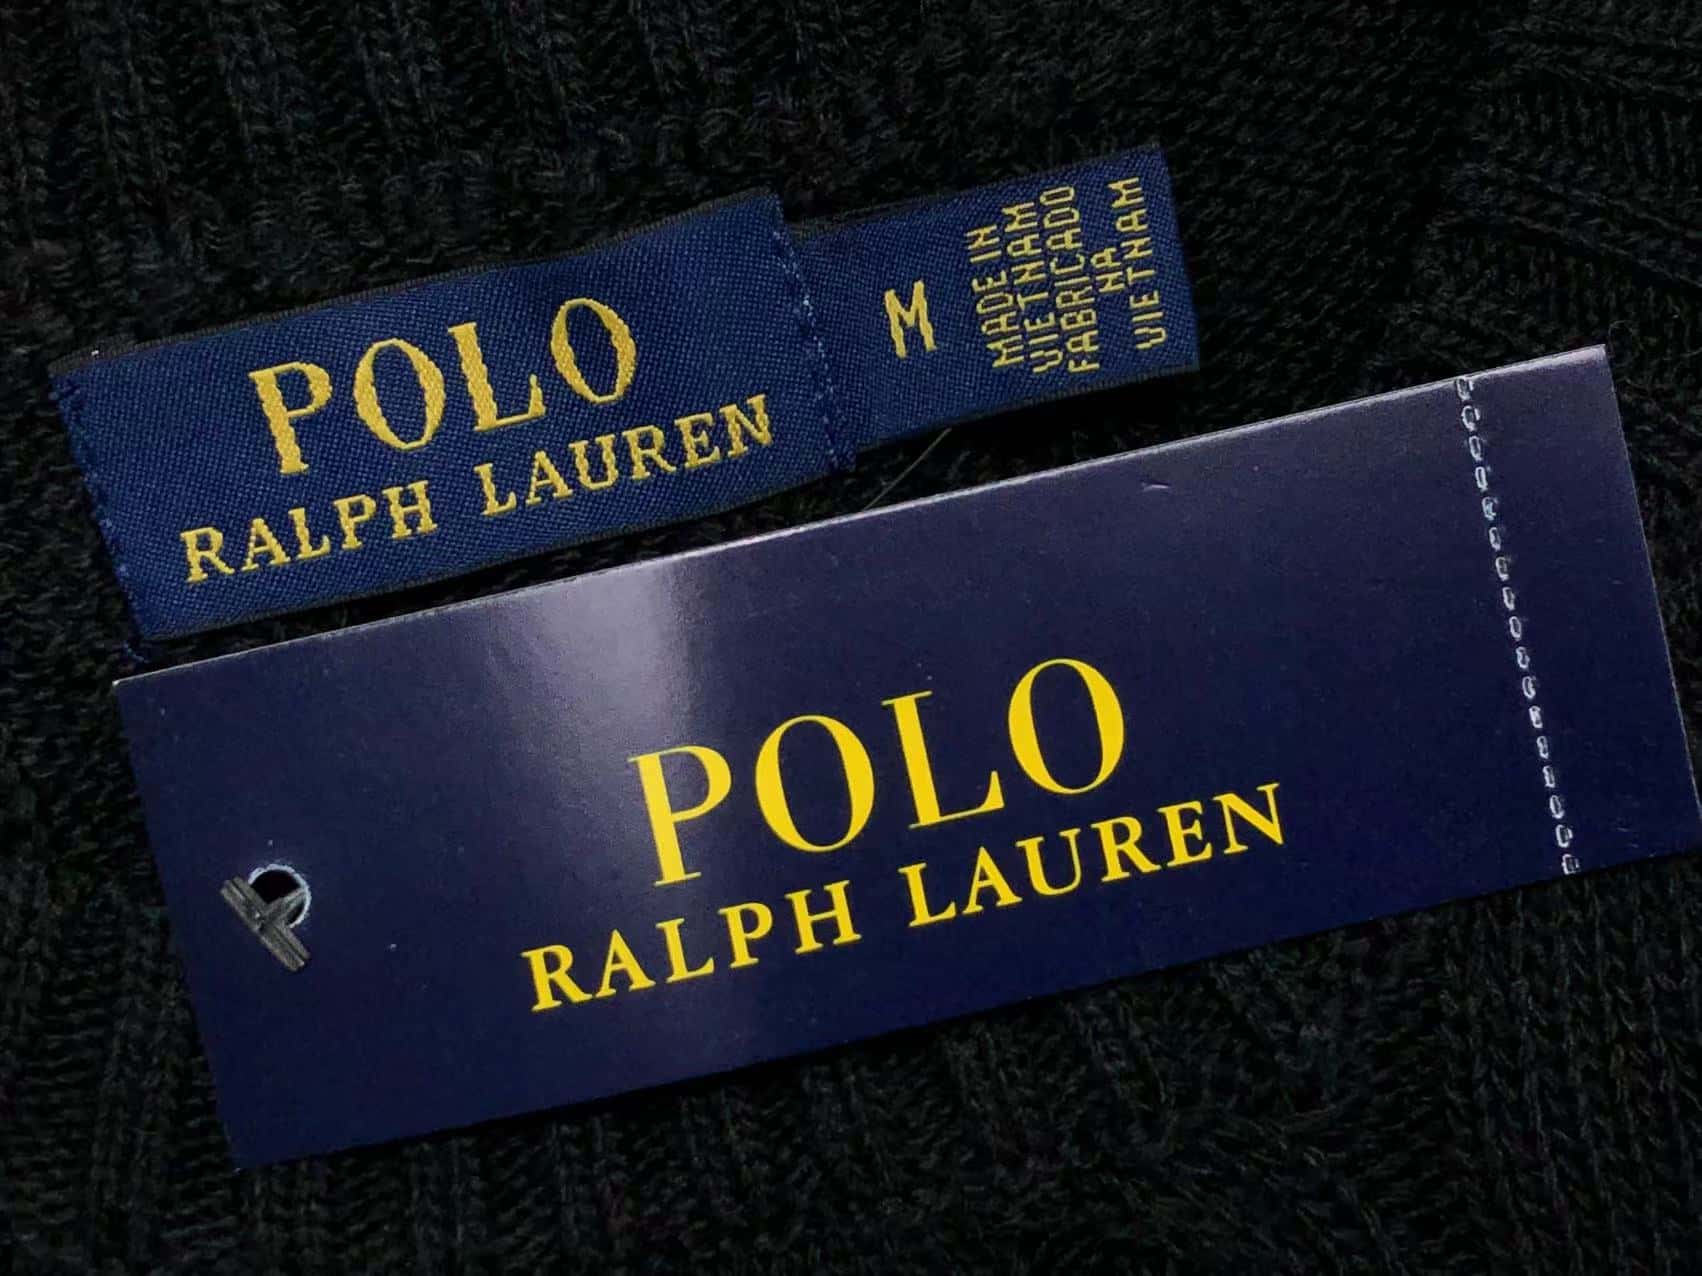 POLO
RALPH LAUREN
M
MADE IN
VIETNAM
FABRICADO
NA
VIETNAM
POLO
RALPH LAUREN